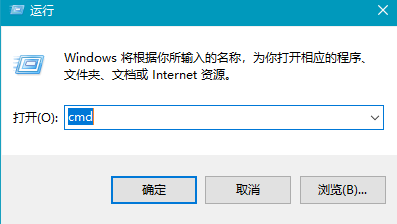 运行
Windows 将根据你所输入的名称，为你打开相应的程序、
文件夹、文档或 Internet 资源。
打开(O): cmd
确定 取消 浏览(B)...